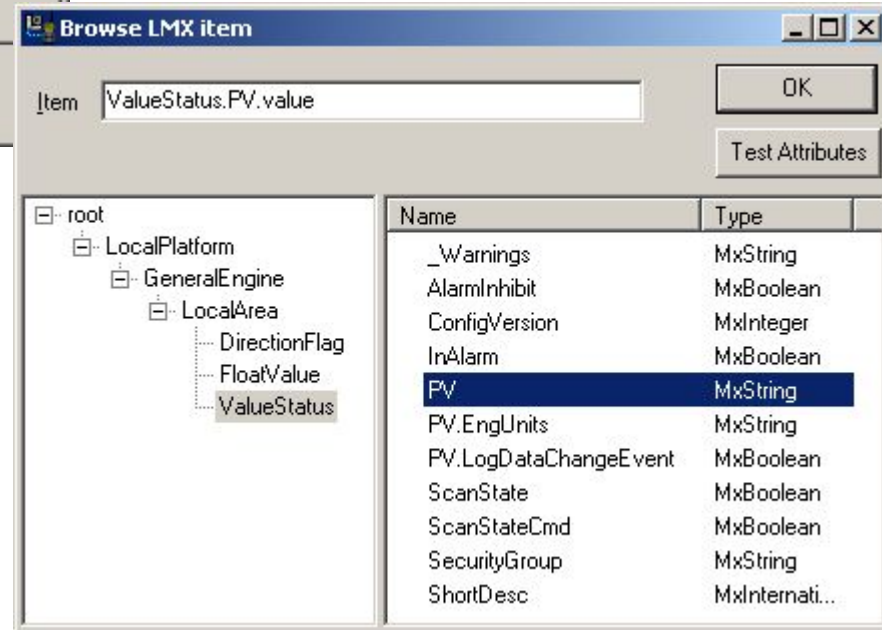 Browse LMX item
Item ValueStatus.PV.value
OK
Test Attributes
root
LocalPlatform
GeneralEngine
LocalArea
DirectionFlag
FloatValue
ValueStatus
Name Type
_Warnings MxString
AlarmInhibit MxBoolean
ConfigVersion MxInteger
InAlarm MxBoolean
PV MxString
PV.EngUnits MxString
PV.LogDataChangeEvent MxBoolean
ScanState MxBoolean
ScanStateCmd MxBoolean
SecurityGroup MxString
ShortDesc MxInternati...